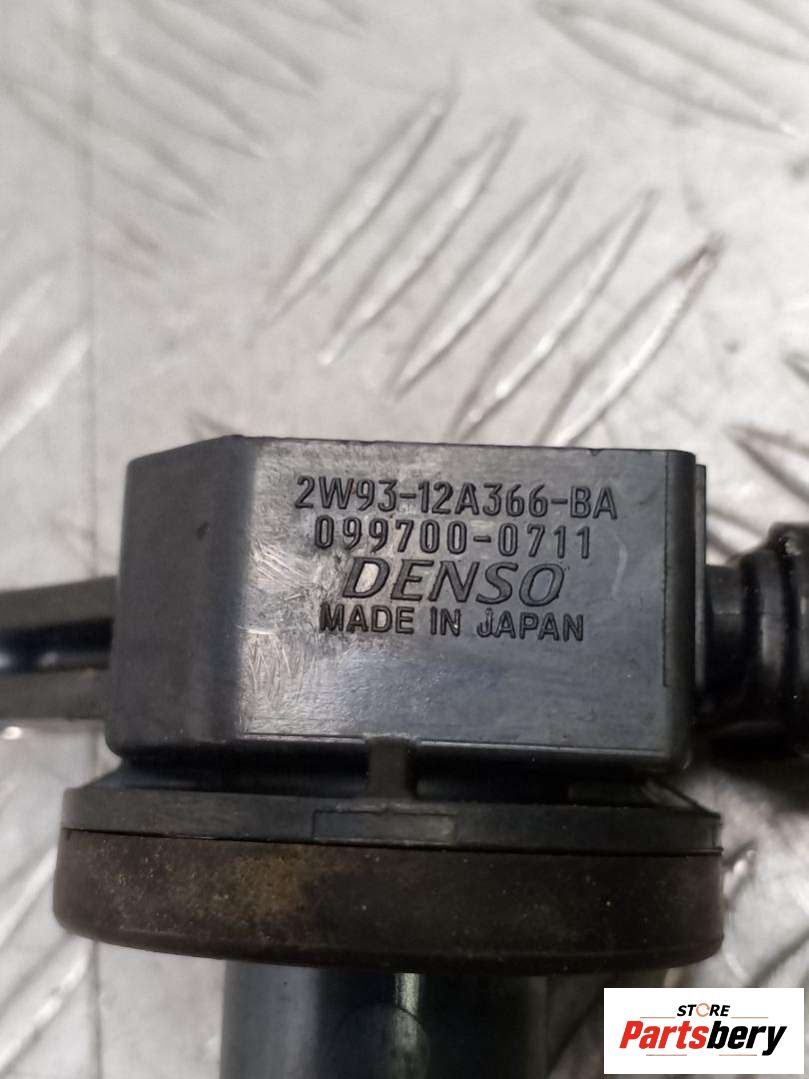 2W93-12A366-BA
099700-0711
DENSO
MADE IN JAPAN
STORE
Partsbery